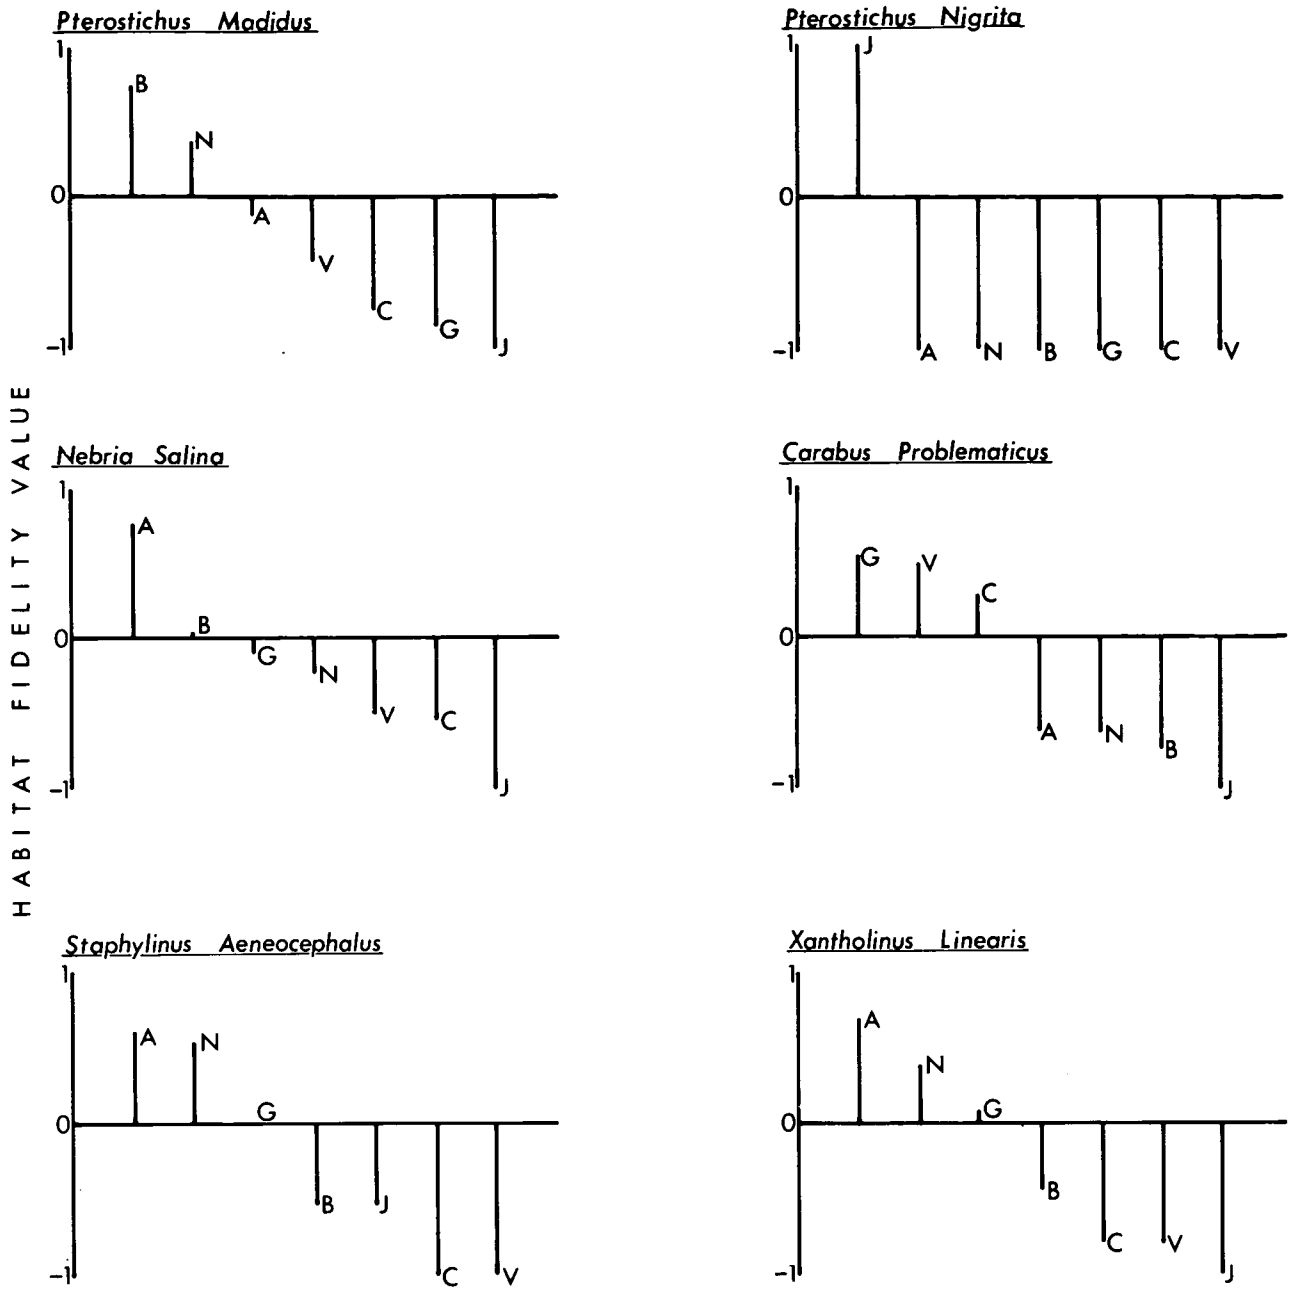 Pterostichus Madidus
1
B
N
0
A
V
C
G
-1
J
Pterostichus Nigrita
1
J
0
-1
A
N
B
G
C
V
HABITAT FIDELITY VALUE
Nebria Salina
1
A
B
0
G
N
V
C
-1
J
Carabus Problematicus
1
G
V
C
0
A
N
B
-1
J
Staphylinus Aeneocephalus
1
A
N
G
0
B
J
-1
C
V
Xantholinus Linearis
1
A
N
G
0
B
C
V
-1
J